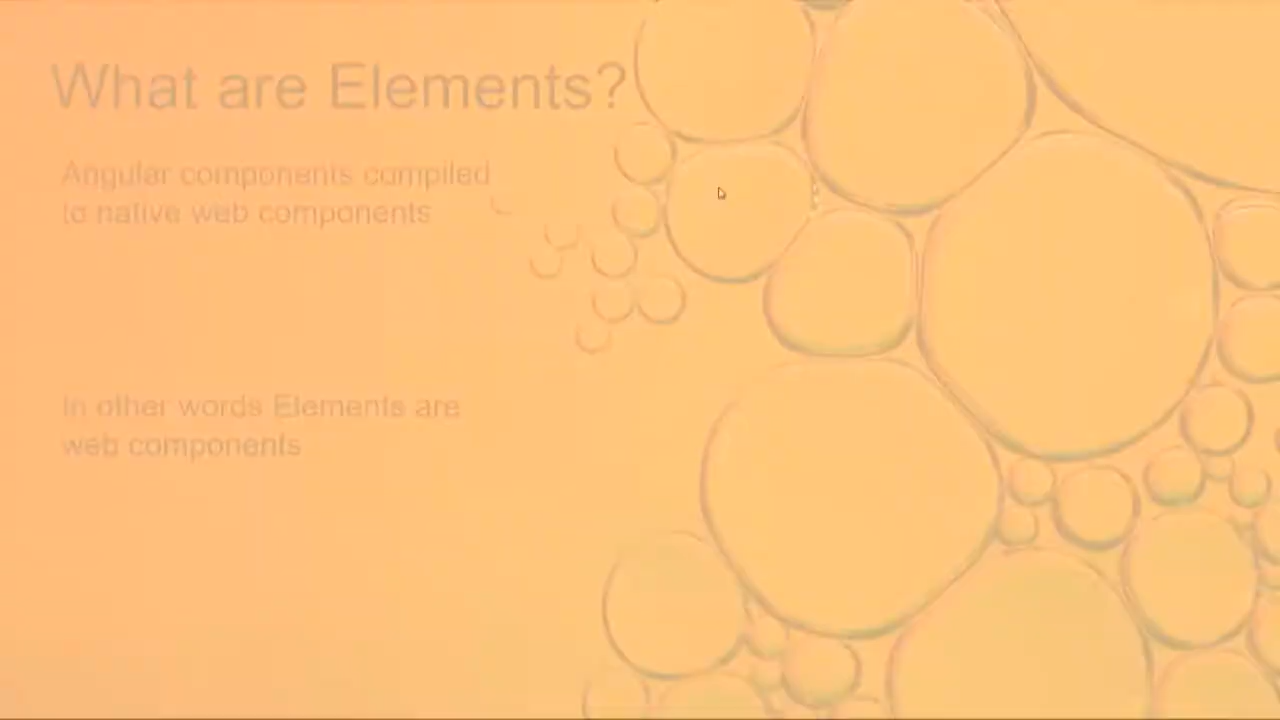 What are Elements?
Angular components compiled
to native web components
In other words Elements are
web components